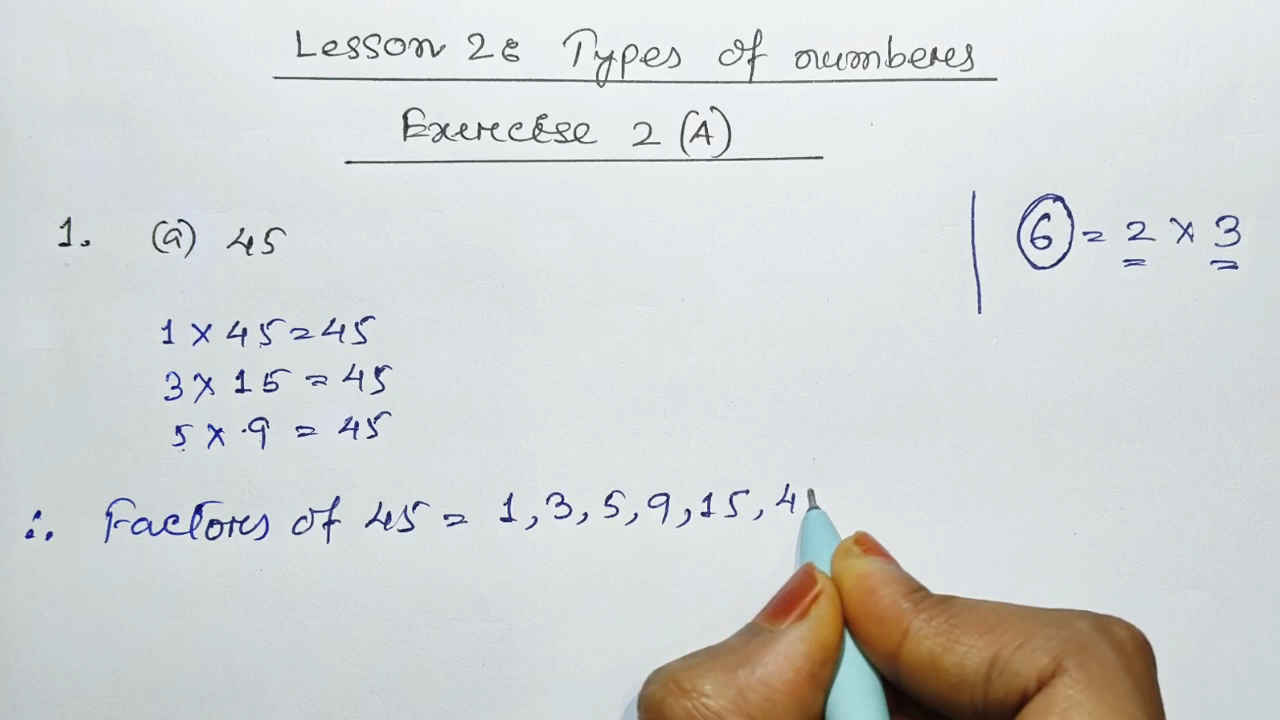 Lesson 2: Types of numbers
Exercise 2 (A)
1. (a) 45
6 = 2 × 3
1 × 45 = 45
3 × 15 = 45
5 × 9 = 45
∴ Factors of 45 = 1, 3, 5, 9, 15, 4